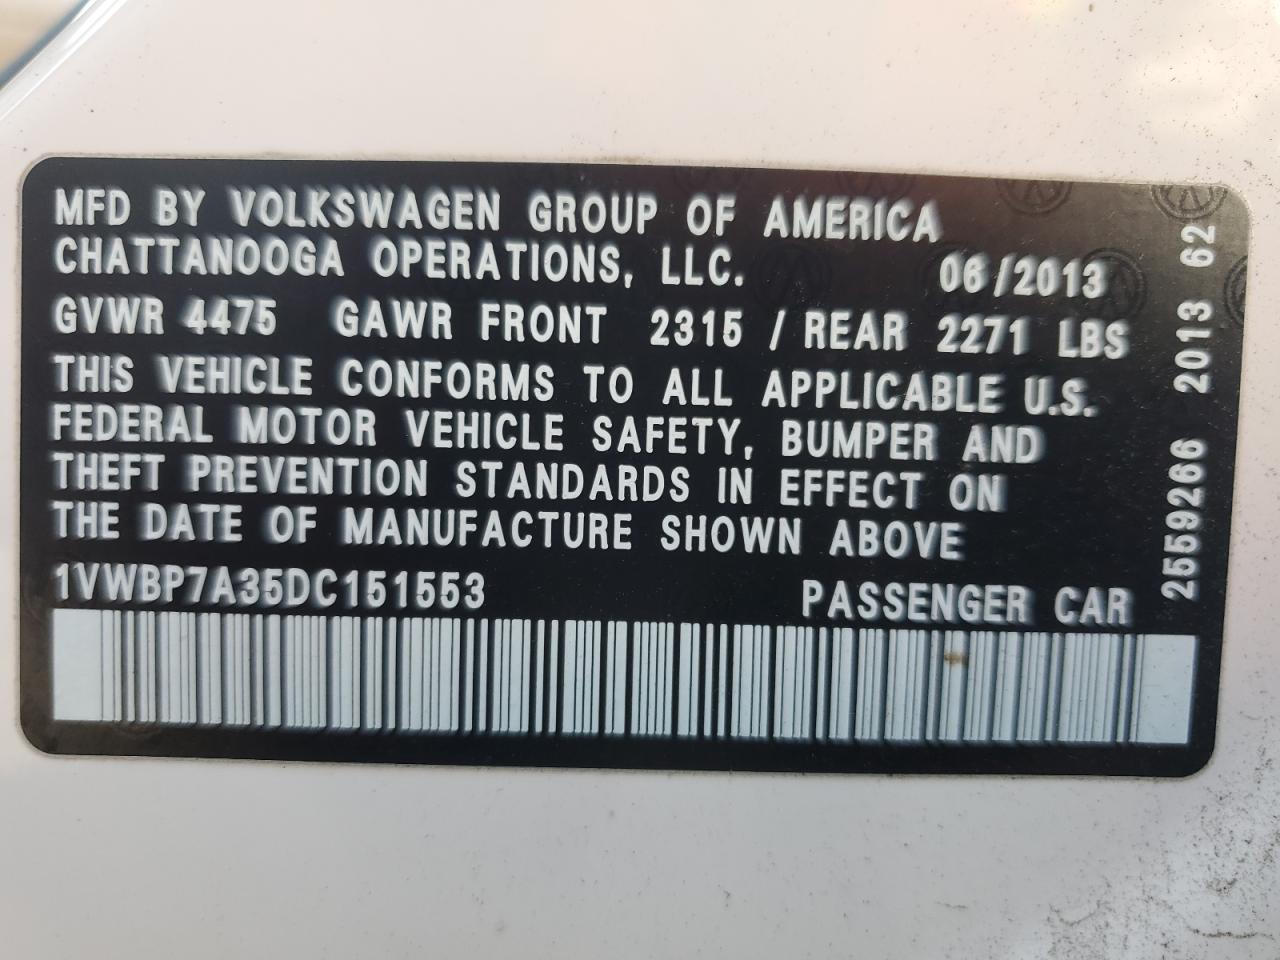 MFD BY VOLKSWAGEN GROUP OF AMERICA
CHATTANOOGA OPERATIONS, LLC. 06/2013
GVWR 4475 GAWR FRONT 2315 / REAR 2271 LBS
THIS VEHICLE CONFORMS TO ALL APPLICABLE U.S.
FEDERAL MOTOR VEHICLE SAFETY, BUMPER AND
THEFT PREVENTION STANDARDS IN EFFECT ON
THE DATE OF MANUFACTURE SHOWN ABOVE
1VWBP7A35DC151553 PASSENGER CAR
2559266 2013 62